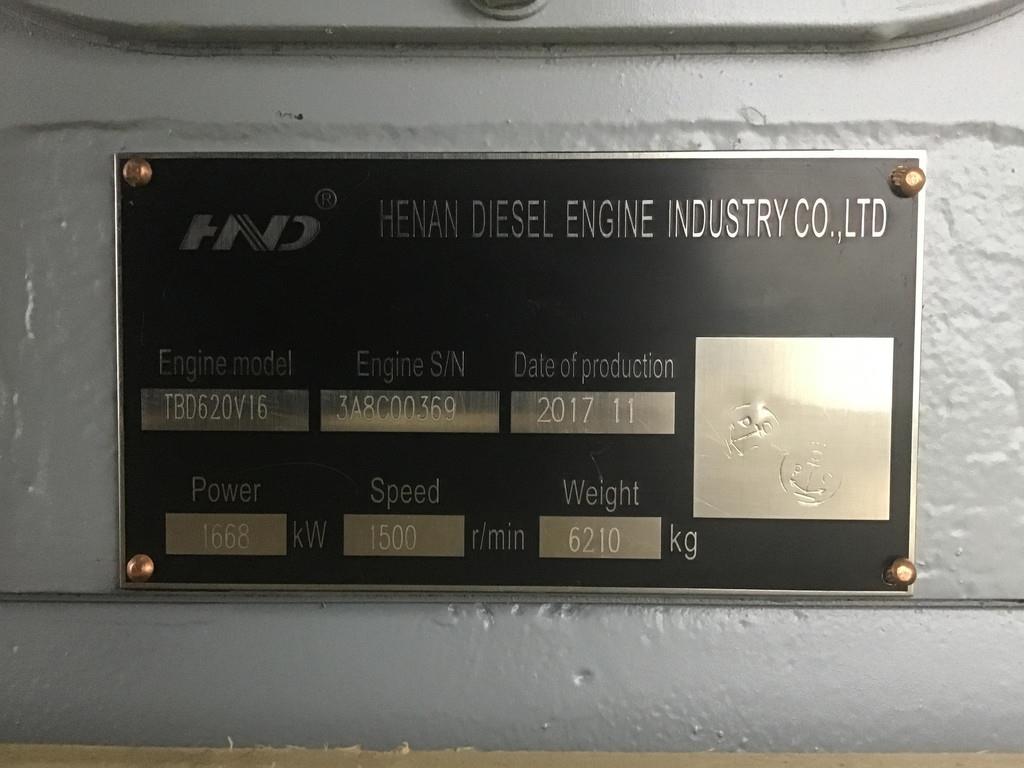 HND® HENAN DIESEL ENGINE INDUSTRY CO.,LTD
Engine model Engine S/N Date of production
TBD620V16 3A8C00369 2017 11
Power Speed Weight
1668 kW 1500 r/min 6210 kg